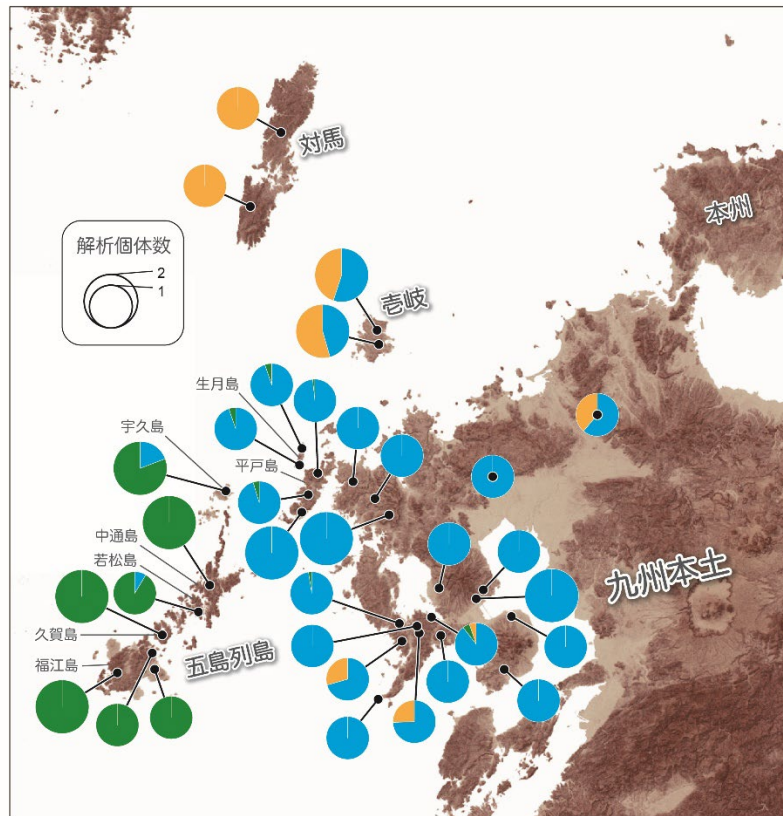 対馬
本州
解析個体数
2
1
壱岐
生月島
宇久島
平戸島
中通島
若松島
九州本土
久賀島
五島列島
福江島